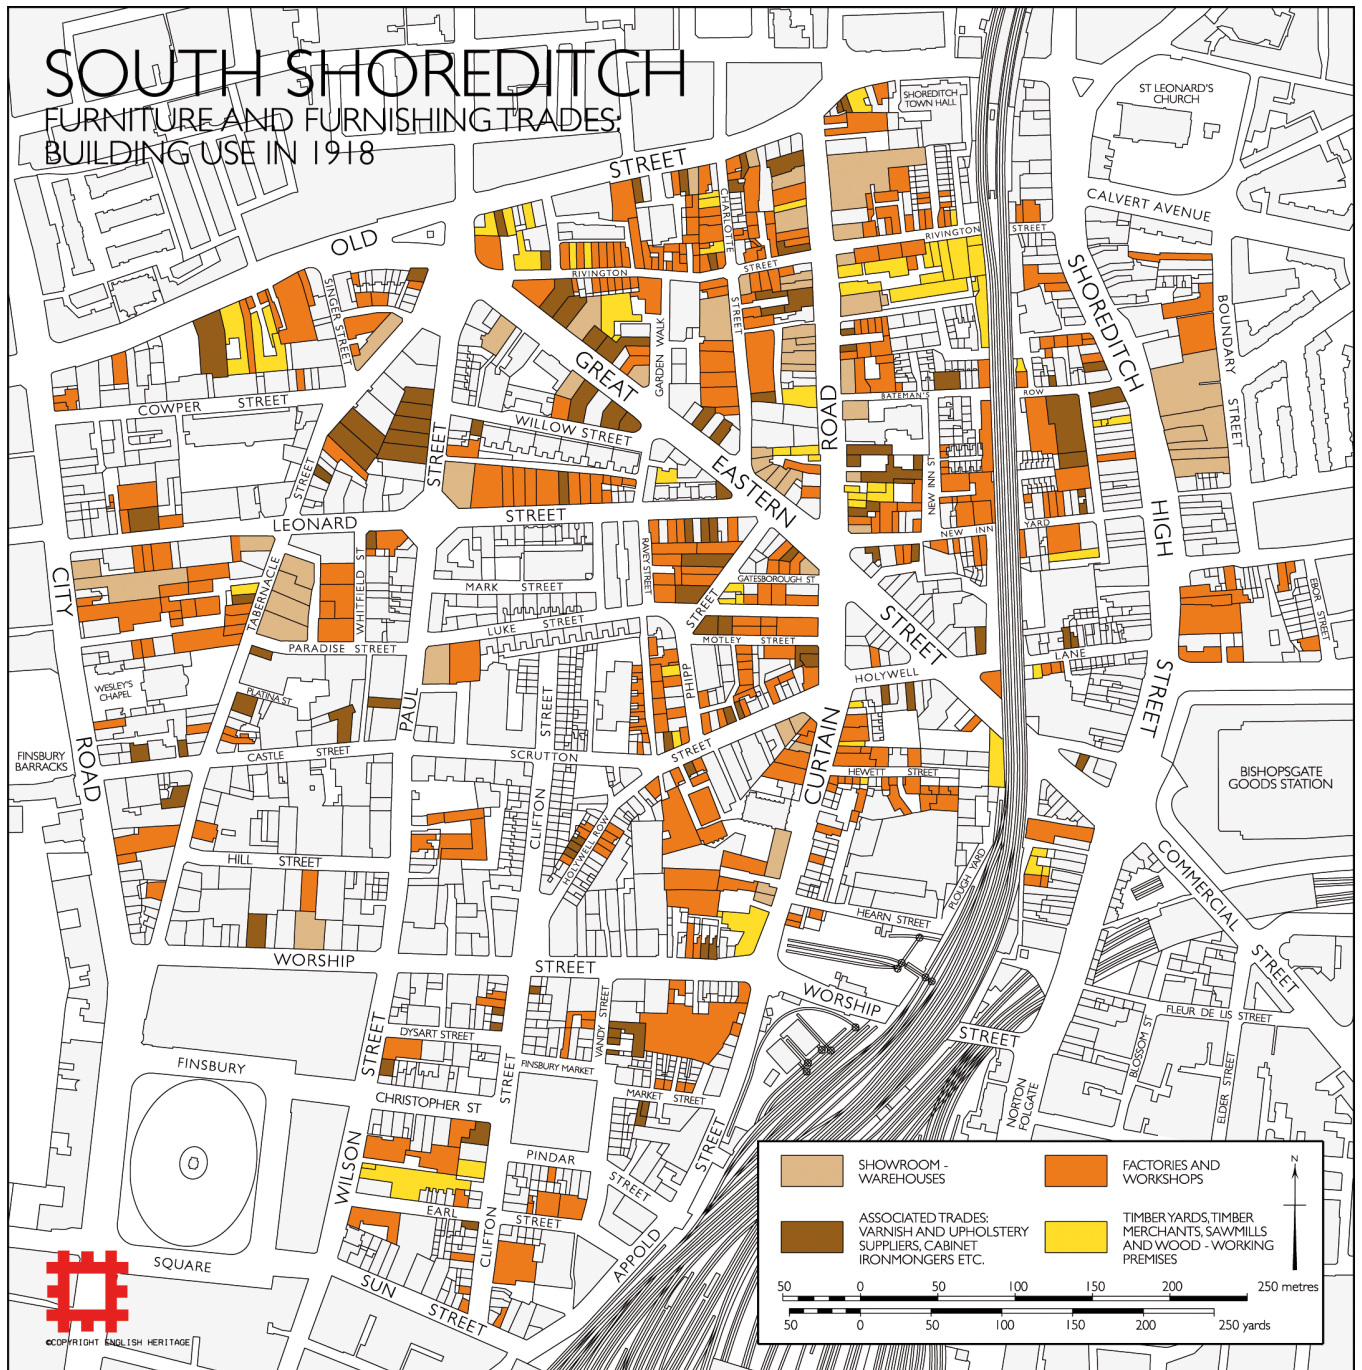 SOUTH SHOREDITCH
FURNITURE AND FURNISHING TRADES:
BUILDING USE IN 1918
SHOREDITCH
TOWN HALL
ST LEONARD'S
CHURCH
STREET
OLD
CALVERT AVENUE
CHARLOTTE
STREET
RIVINGTON
STREET
RIVINGTON
STREET
SHOREDITCH
HIGH
STREET
BOUNDARY
STREET
SINGER STREET
GARDEN WALK
GREAT
EASTERN
STREET
ROAD
BATEMAN'S
ROW
COWPER STREET
WILLOW STREET
STREET
STREET
NEW INN ST
NEW INN
YARD
LEONARD
STREET
TABERNACLE
WHITFIELD ST
RAVEY STREET
GATESBOROUGH ST
CITY
ROAD
MARK STREET
LUKE STREET
STREET
MOTLEY STREET
EBOR STREET
PARADISE STREET
LANE
HOLYWELL
WESLEY'S
CHAPEL
PLATINA ST
PAUL
PHIPP
STREET
CLIFTON
STREET
CURTAIN
FINSBURY
BARRACKS
CASTLE STREET
SCRUTTON
STREET
HEWETT STREET
BISHOPSGATE
GOODS STATION
HOLYWELL ROW
HILL STREET
PLOUGH YARD
COMMERCIAL
STREET
HEARN STREET
WORSHIP
STREET
WORSHIP
STREET
VANDY STREET
DYSART STREET
FINSBURY MARKET
FLEUR DE LIS STREET
BLOSSOM ST
ELDER STREET
NORTON
FOLGATE
FINSBURY
SQUARE
STREET
WILSON
CHRISTOPHER ST
STREET
CLIFTON
MARKET STREET
STREET
APPOLD
PINDAR
STREET
EARL
STREET
SUN
STREET
SHOWROOM -
WAREHOUSES
FACTORIES AND
WORKSHOPS
ASSOCIATED TRADES:
VARNISH AND UPHOLSTERY
SUPPLIERS, CABINET
IRONMONGERS ETC.
TIMBER YARDS, TIMBER
MERCHANTS, SAWMILLS
AND WOOD - WORKING
PREMISES
N
50 0 50 100 150 200 250 metres
50 0 50 100 150 200 250 yards
©COPYRIGHT ENGLISH HERITAGE